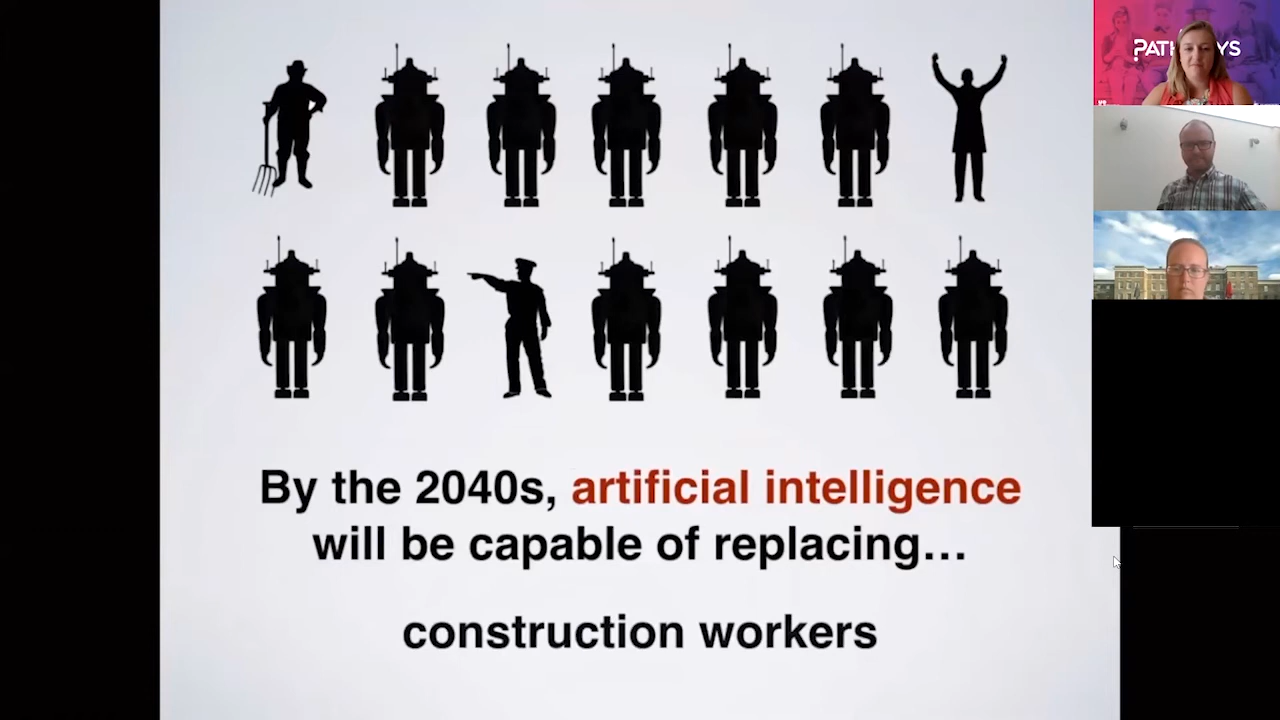 By the 2040s, artificial intelligence
will be capable of replacing…
construction workers